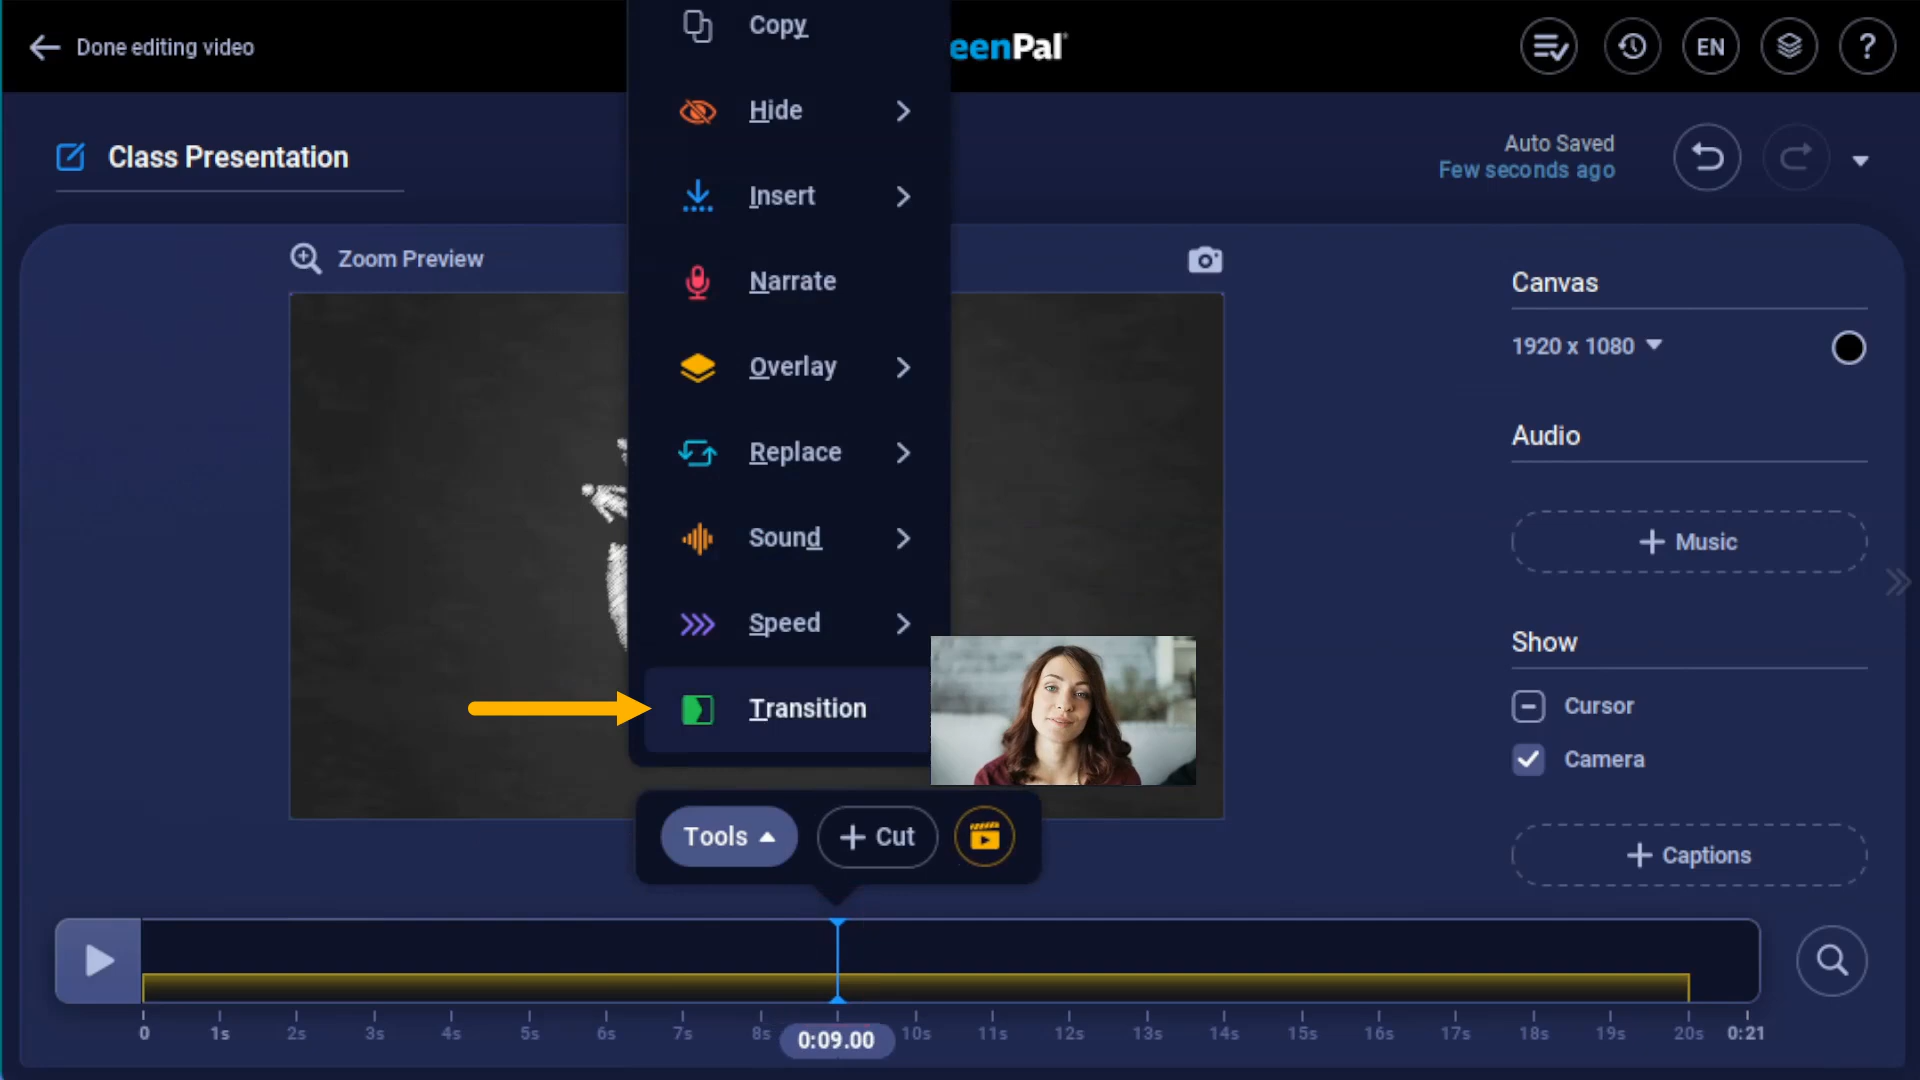 Done editing video
Copy
eenPal
EN
?
Class Presentation
Hide
Auto Saved
Few seconds ago
Insert
Zoom Preview
Narrate
Canvas
Overlay
1920 x 1080
Audio
Replace
Sound
+ Music
Speed
Show
Transition
Cursor
Camera
Tools
+ Cut
+ Captions
0 1s 2s 3s 4s 5s 6s 7s 8s 0:09.00 10s 11s 12s 13s 14s 15s 16s 17s 18s 19s 20s 0:21